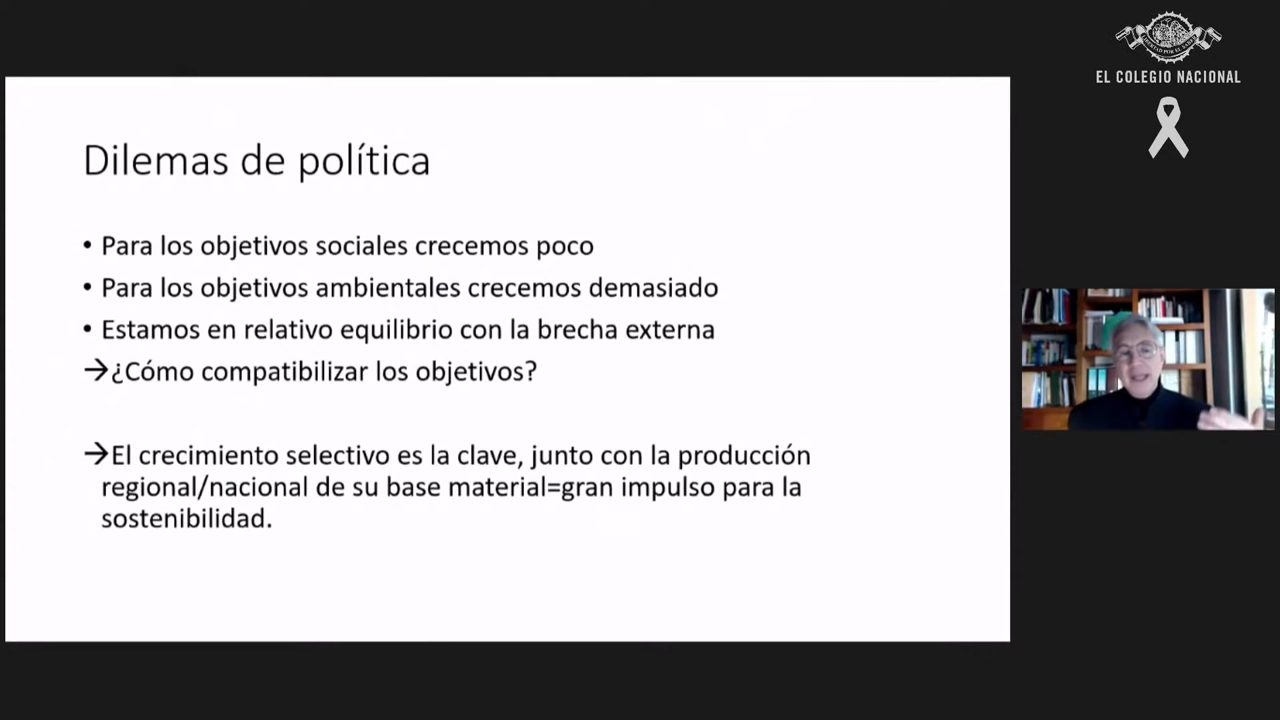 EL COLEGIO NACIONAL
Dilemas de política
• Para los objetivos sociales crecemos poco
• Para los objetivos ambientales crecemos demasiado
• Estamos en relativo equilibrio con la brecha externa
→¿Cómo compatibilizar los objetivos?
→El crecimiento selectivo es la clave, junto con la producción
regional/nacional de su base material=gran impulso para la
sostenibilidad.